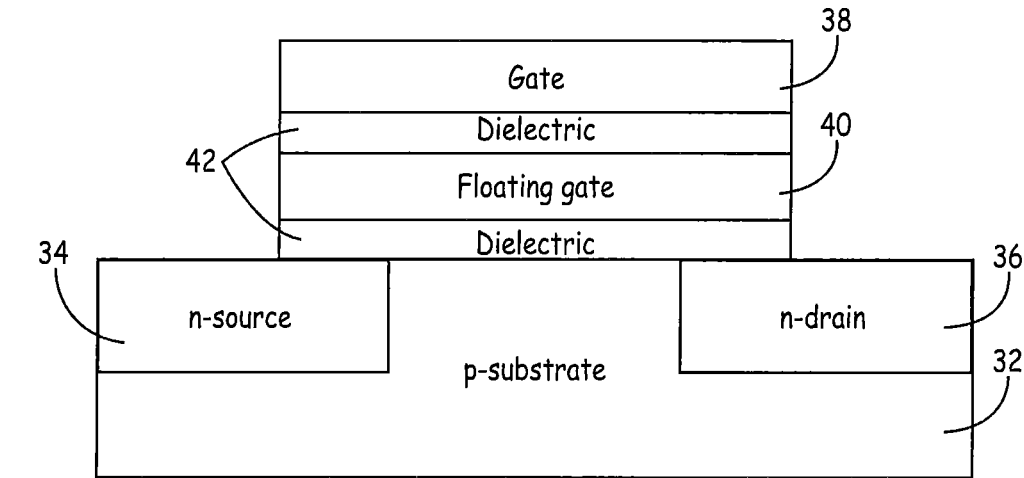 38
Gate
Dielectric
40
42
Floating gate
Dielectric
34
36
n-source
n-drain
p-substrate
32